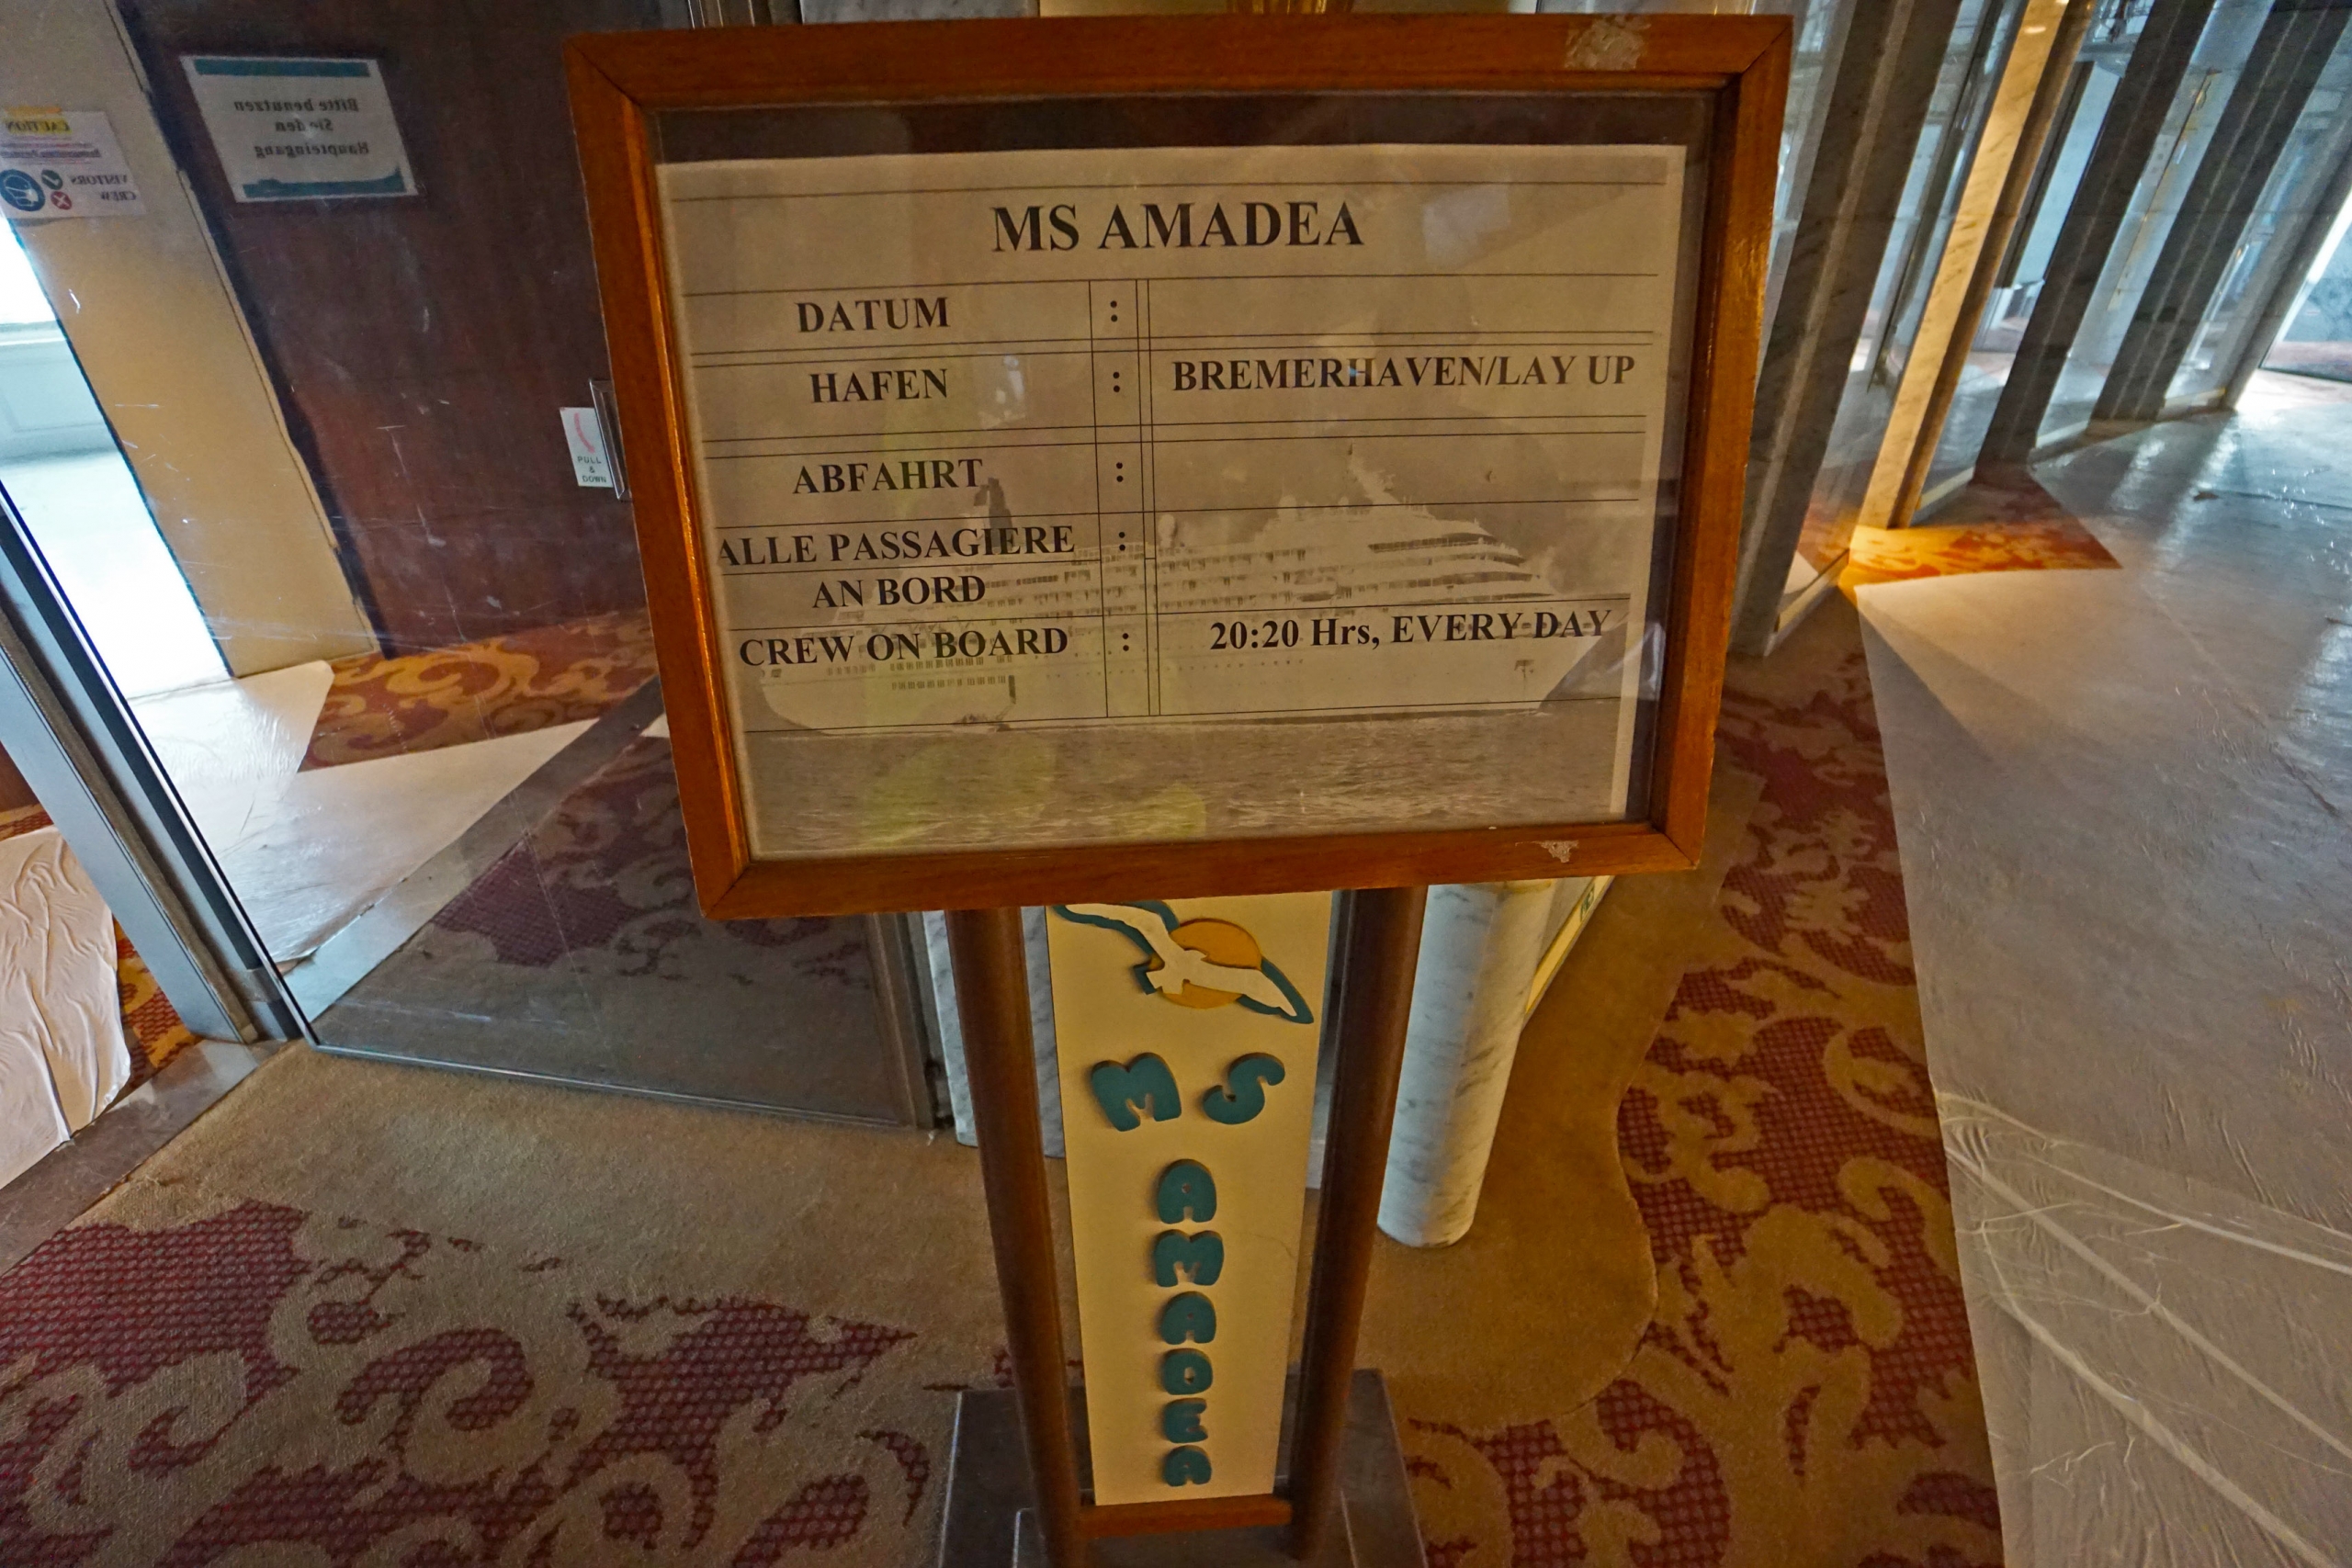 MS AMADEA
DATUM :
HAFEN : BREMERHAVEN/LAY UP
ABFAHRT :
ALLE PASSAGIERE :
AN BORD
CREW ON BOARD : 20:20 Hrs, EVERY DAY
Bitte benutzen
Sie den
Haupteingang
CAUTION
VISITORS
CREW
PULL
&
DOWN
M S
AMADEA